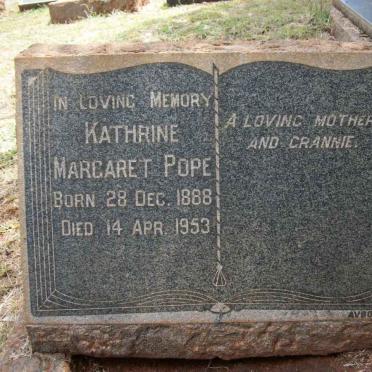 IN LOVING MEMORY
KATHRINE
MARGARET POPE
BORN 28 DEC. 1888
DIED 14 APR. 1953
A LOVING MOTHER
AND GRANNIE.